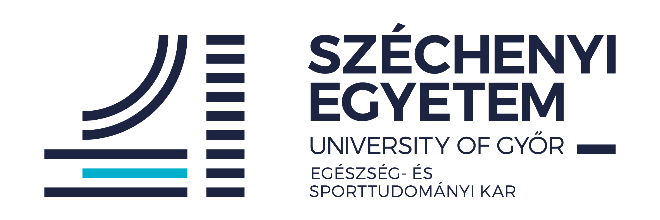 SZÉCHENYI
EGYETEM
UNIVERSITY OF GYŐR
EGÉSZSÉG- ÉS
SPORTTUDOMÁNYI KAR